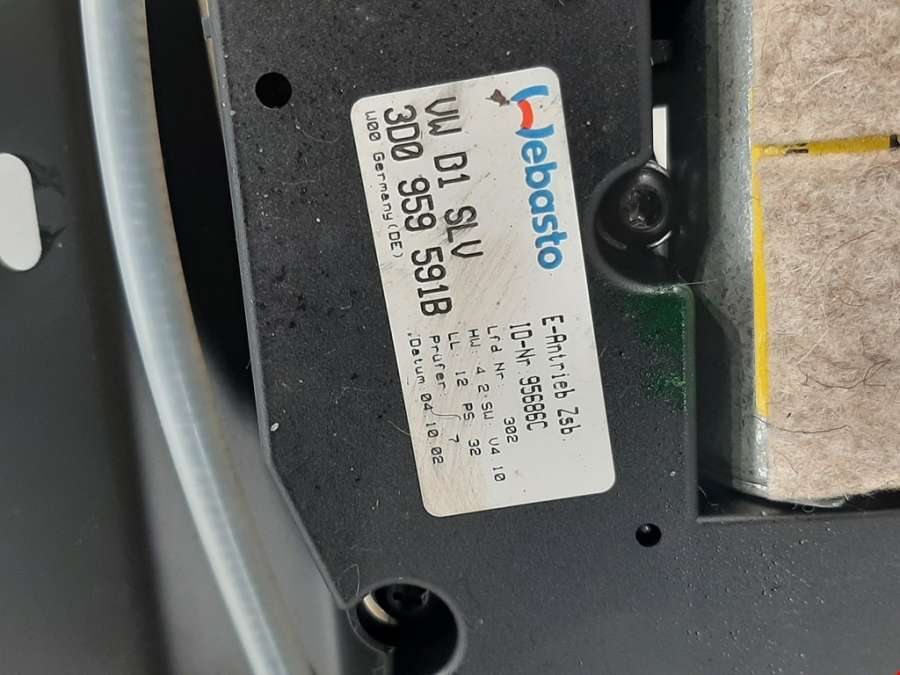 Webasto
VW D1 SLV
3D0 959 591B
W00 Germany(DE)
E-Antrieb Zsb.
ID-Nr.95686C
Lfd.Nr.: 302
HW: 4.2 SW: V4.10
LL: 12 PS 32
Prüfer: 7
Datum:04.10.02